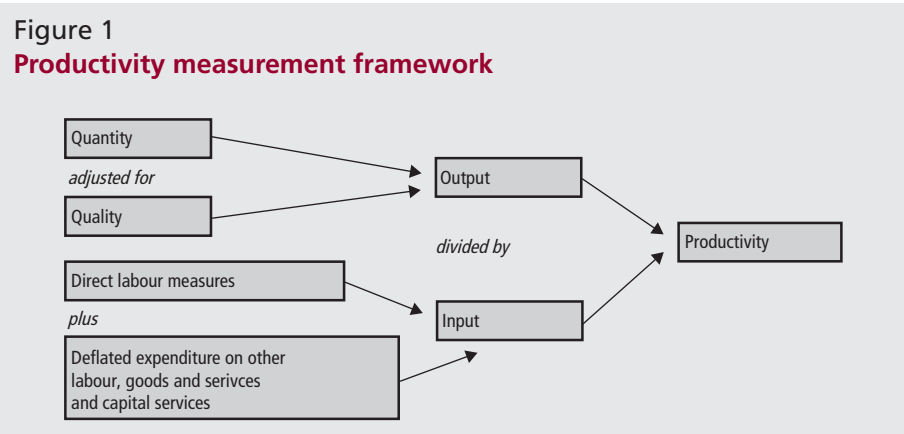 Figure 1
Productivity measurement framework
Quantity
adjusted for
Quality
Output
divided by
Productivity
Direct labour measures
plus
Input
Deflated expenditure on other
labour, goods and serivces
and capital services